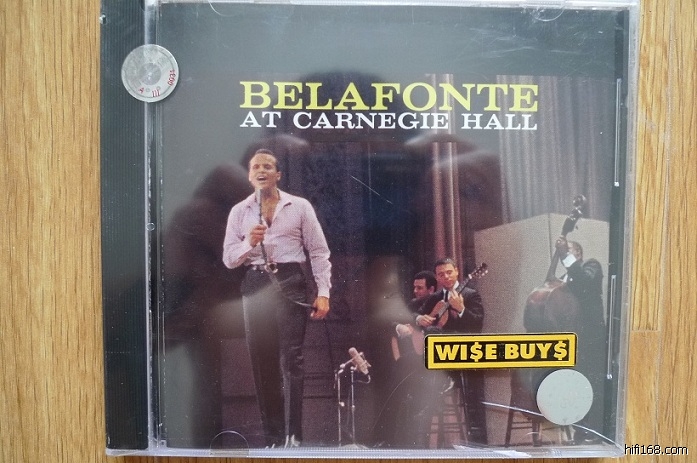 BELAFONTE
AT CARNEGIE HALL
WI$E BUY$
hifi168.com